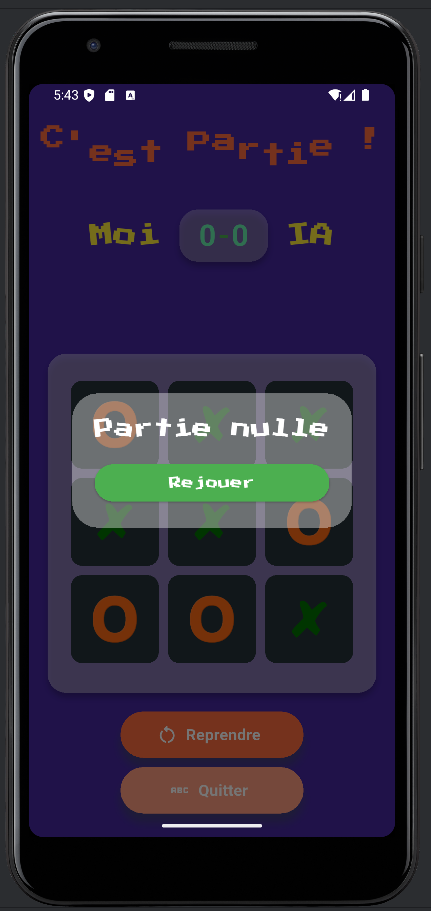 5:43 A
C'est Partie !
Moi 0-0 IA
O X X
Partie nulle
Rejouer
X X O
O O X
Reprendre
ABC Quitter